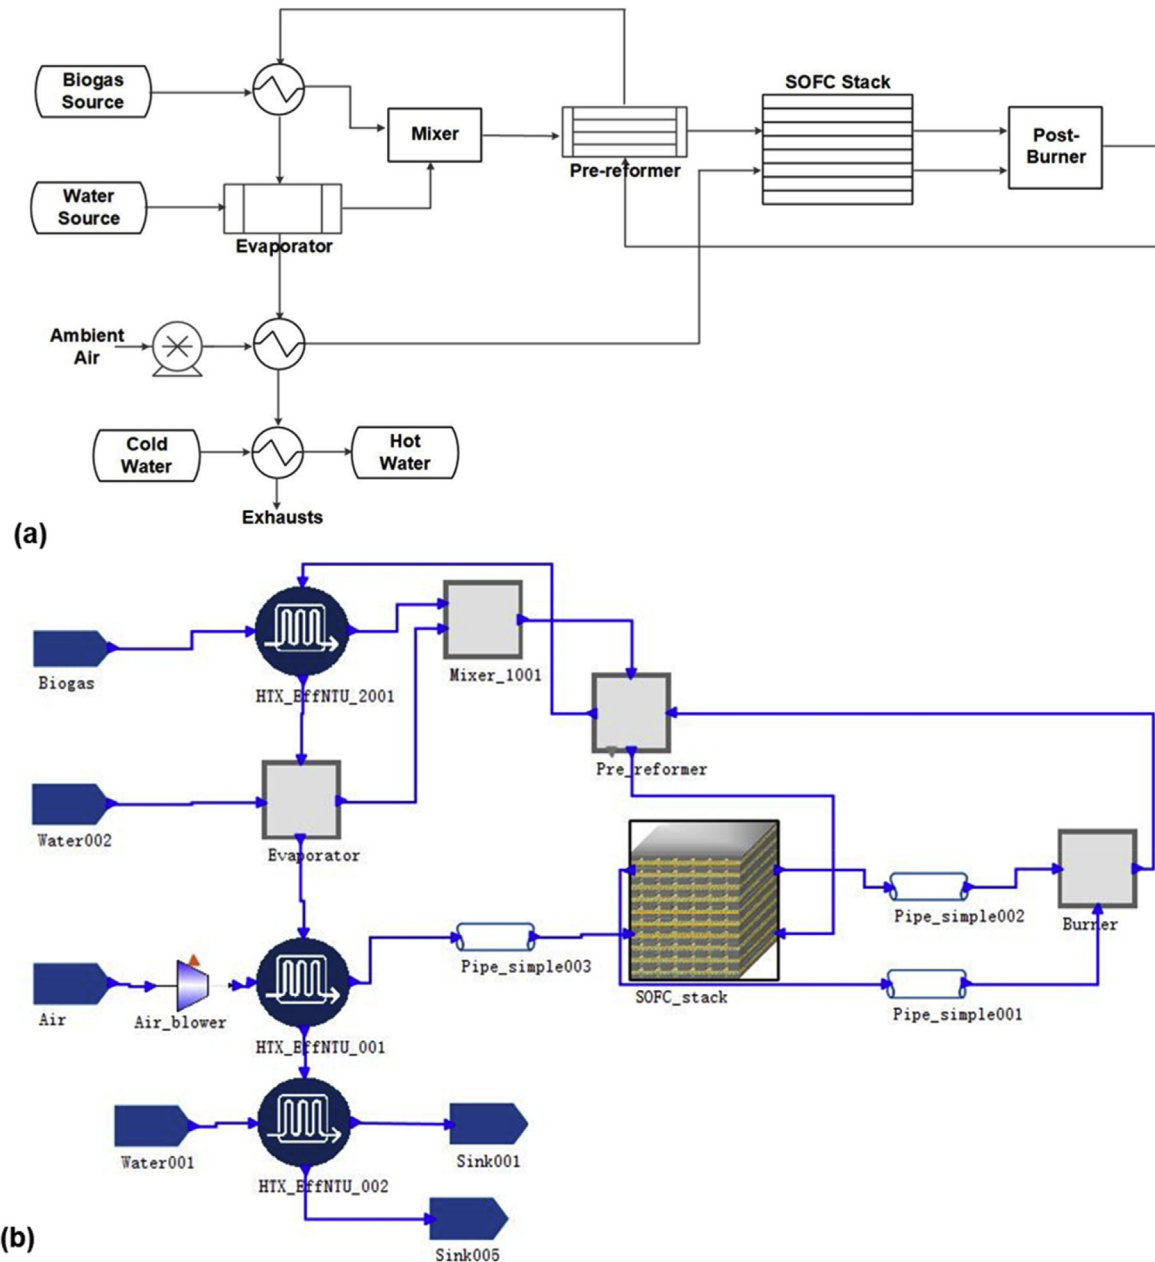 SOFC Stack
Biogas
Source
Mixer
Post-
Burner
Pre-reformer
Water
Source
Evaporator
Ambient
Air
Cold
Water
Hot
Water
Exhausts
(a)
Biogas
HTX_EffNTU_2001
Mixer_1001
Pre_reformer
Water002
Evaporator
Pipe_simple002
Burner
Pipe_simple003
SOFC_stack
Air
Air_blower
HTX_EffNTU_001
Pipe_simple001
Water001
HTX_EffNTU_002
Sink001
(b)
Sink005